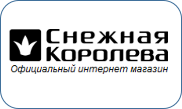 Снежная
Королева
Официальный интернет магазин